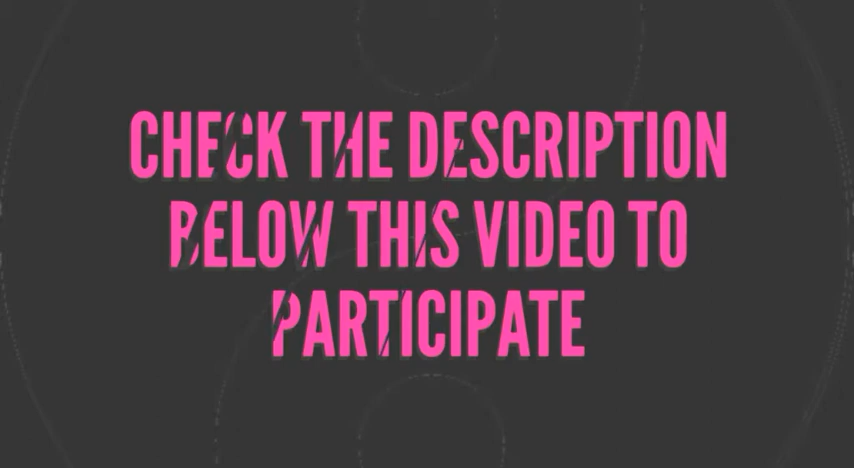 CHECK THE DESCRIPTION
BELOW THIS VIDEO TO
PARTICIPATE